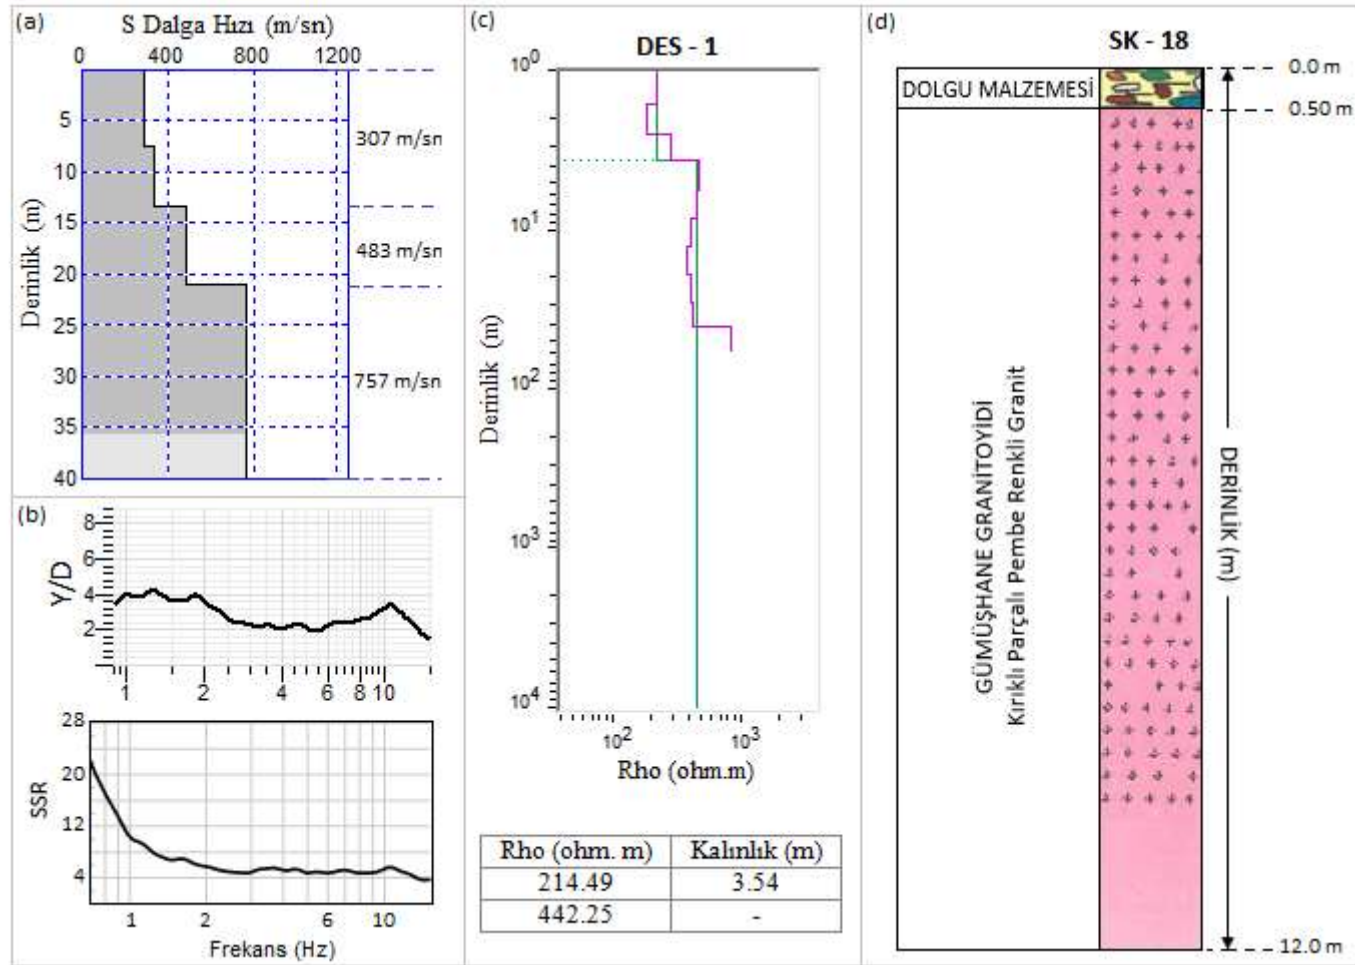 (a)
S Dalga Hızı (m/sn)
0 400 800 1200
5
10
15
20
25
30
35
40
Derinlik (m)
307 m/sn
483 m/sn
757 m/sn
(b)
Y/D
8
6
4
2
1 2 4 6 8 10
SSR
28
20
12
4
1 2 6 10
Frekans (Hz)
(c)
DES - 1
10⁰
10¹
10²
10³
10⁴
Derinlik (m)
10² 10³
Rho (ohm.m)
Rho (ohm. m) Kalınlık (m)
214.49 3.54
442.25 -
(d)
SK - 18
DOLGU MALZEMESİ
0.0 m
0.50 m
GÜMÜŞHANE GRANİTOYİDİ
Kırıklı Parçalı Pembe Renkli Granit
DERİNLİK (m)
12.0 m